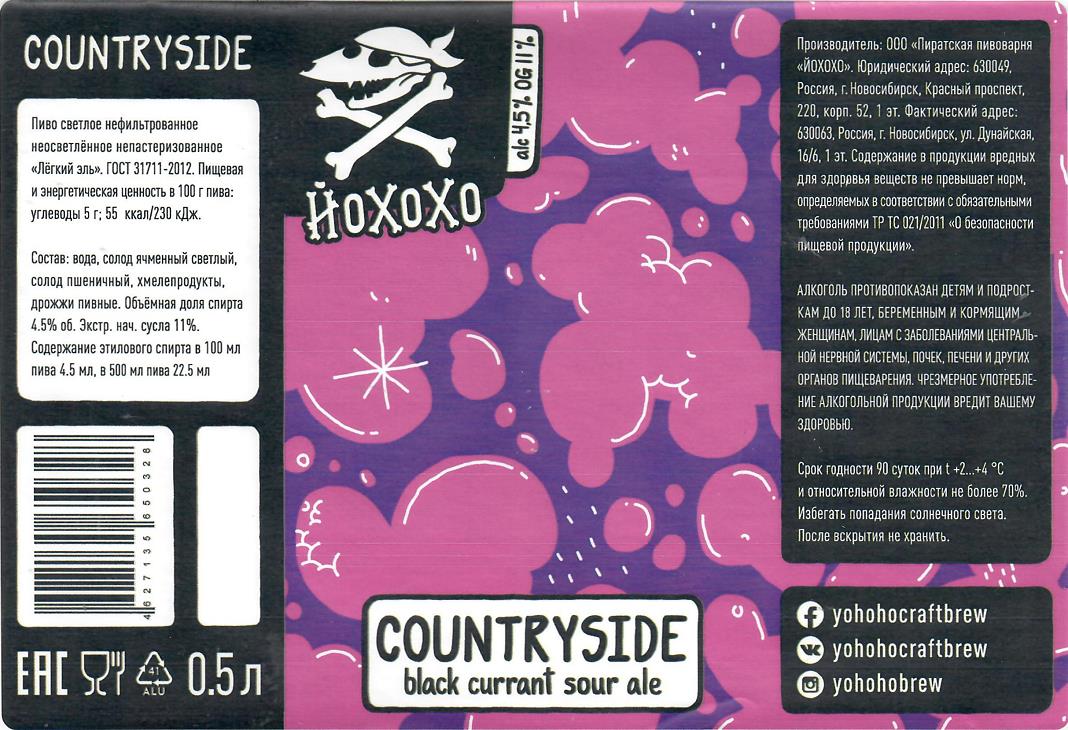 COUNTRYSIDE
Пиво светлое нефильтрованное
неосветлённое непастеризованное
«Лёгкий эль». ГОСТ 31711-2012. Пищевая
и энергетическая ценность в 100 г пива:
углеводы 5 г; 55 ккал/230 кДж.
Состав: вода, солод ячменный светлый,
солод пшеничный, хмелепродукты,
дрожжи пивные. Объёмная доля спирта
4.5% об. Экстр. нач. сусла 11%.
Содержание этилового спирта в 100 мл
пива 4.5 мл, в 500 мл пива 22.5 мл
4627135650328
EAC
41
ALU
0.5 л
ЙОХОХО
alc 4,5% OG 11%
COUNTRYSIDE
black currant sour ale
Производитель: ООО «Пиратская пивоварня
«ЙОХОХО». Юридический адрес: 630049,
Россия, г. Новосибирск, Красный проспект,
220, корп. 52, 1 эт. Фактический адрес:
630063, Россия, г. Новосибирск, ул. Дунайская,
16/6, 1 эт. Содержание в продукции вредных
для здоровья веществ не превышает норм,
определяемых в соответствии с обязательными
требованиями ТР ТС 021/2011 «О безопасности
пищевой продукции».
АЛКОГОЛЬ ПРОТИВОПОКАЗАН ДЕТЯМ И ПОДРОСТ-
КАМ ДО 18 ЛЕТ, БЕРЕМЕННЫМ И КОРМЯЩИМ
ЖЕНЩИНАМ, ЛИЦАМ С ЗАБОЛЕВАНИЯМИ ЦЕНТРАЛЬ-
НОЙ НЕРВНОЙ СИСТЕМЫ, ПОЧЕК, ПЕЧЕНИ И ДРУГИХ
ОРГАНОВ ПИЩЕВАРЕНИЯ. ЧРЕЗМЕРНОЕ УПОТРЕБЛЕ-
НИЕ АЛКОГОЛЬНОЙ ПРОДУКЦИИ ВРЕДИТ ВАШЕМУ
ЗДОРОВЬЮ.
Срок годности 90 суток при t +2...+4 °C
и относительной влажности не более 70%.
Избегать попадания солнечного света.
После вскрытия не хранить.
yohohocraftbrew
yohohocraftbrew
yohohobrew